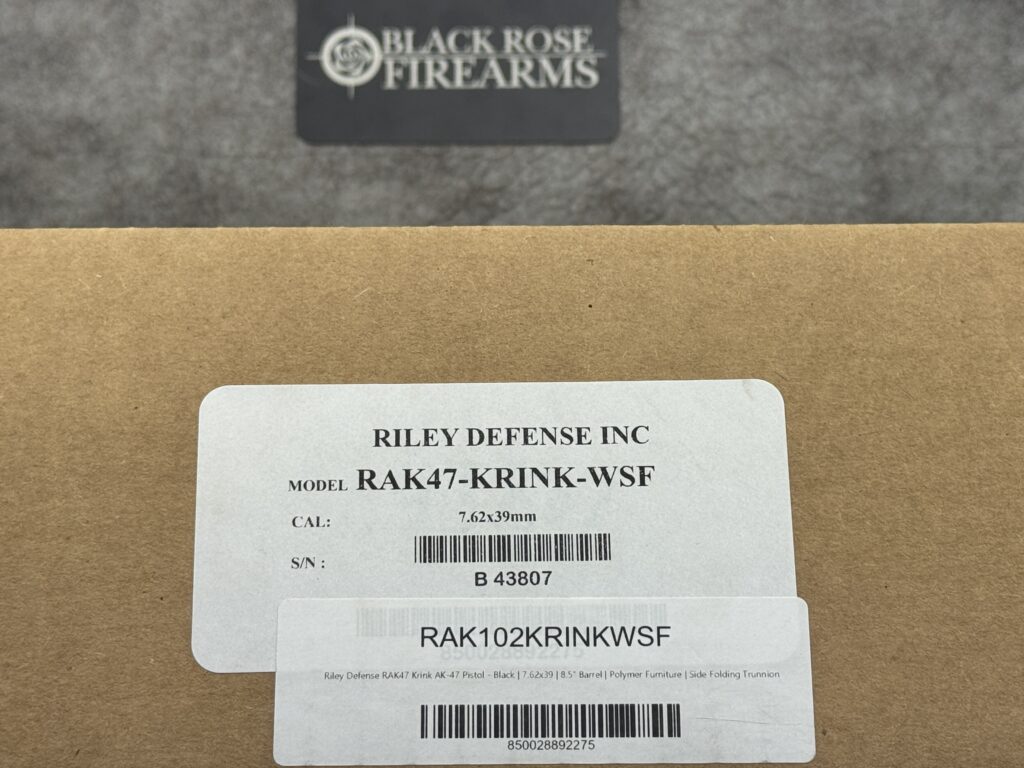 BLACK ROSE
FIREARMS
RILEY DEFENSE INC
MODEL RAK47-KRINK-WSF
CAL: 7.62x39mm
S/N :
B 43807
RAK102KRINKWSF
850028892275
Riley Defense RAK47 Krink AK-47 Pistol - Black | 7.62x39 | 8.5" Barrel | Polymer Furniture | Side Folding Trunnion
850028892275